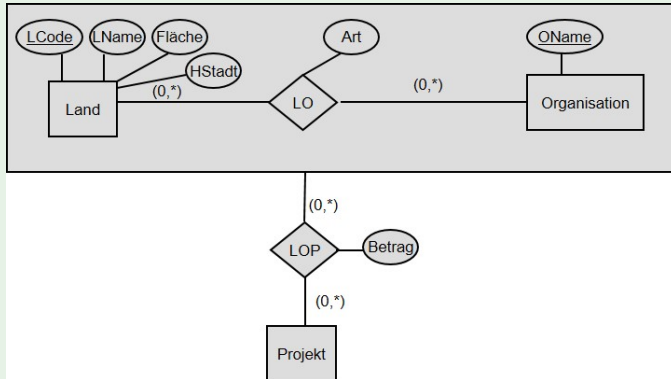 LCode LName Fläche Art OName
HStadt
(0,*) (0,*)
Land LO Organisation
(0,*)
LOP Betrag
(0,*)
Projekt